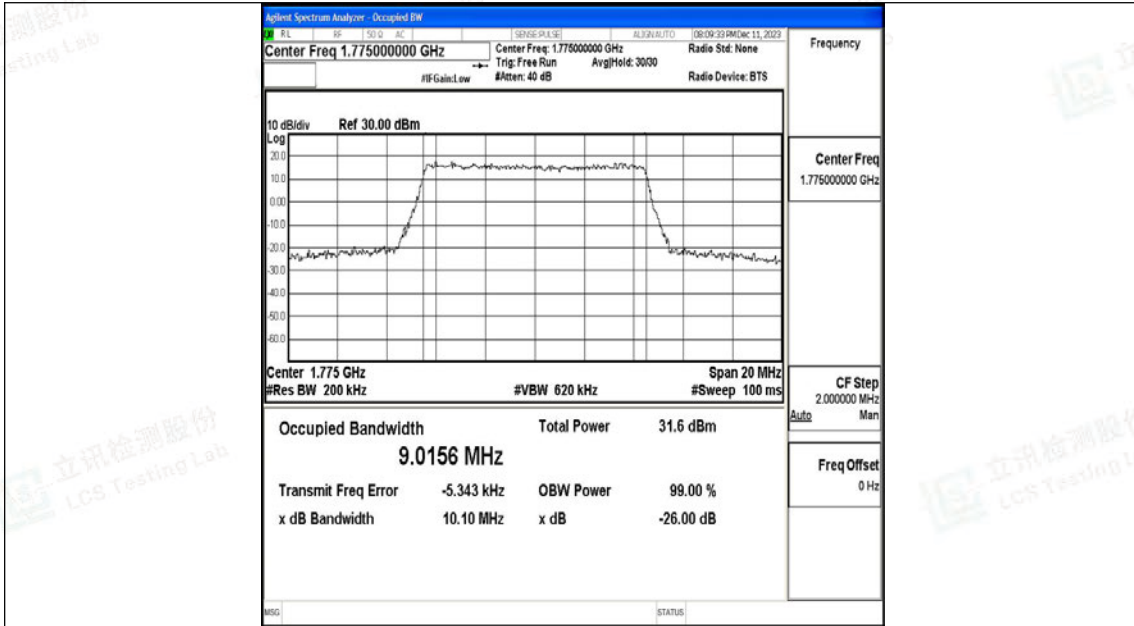 Agilent Spectrum Analyzer - Occupied BW
RL RF 50 Ω AC SENSE:PULSE ALIGNAUTO 08:09:33 PM Dec 11, 2023
Center Freq 1.775000000 GHz
Center Freq: 1.775000000 GHz Radio Std: None
Trig: Free Run Avg|Hold: 30/30
#IFGain:Low #Atten: 40 dB Radio Device: BTS
Frequency
10 dB/div Ref 30.00 dBm
Log
20.0
10.0
0.00
-10.0
-20.0
-30.0
-40.0
-50.0
-60.0
Center 1.775 GHz Span 20 MHz
#Res BW 200 kHz #VBW 620 kHz #Sweep 100 ms
Center Freq
1.775000000 GHz
CF Step
2.000000 MHz
Auto Man
Freq Offset
0 Hz
Occupied Bandwidth Total Power 31.6 dBm
9.0156 MHz
Transmit Freq Error -5.343 kHz OBW Power 99.00 %
x dB Bandwidth 10.10 MHz x dB -26.00 dB
MSG STATUS
立讯检测股份
LCS Testing Lab